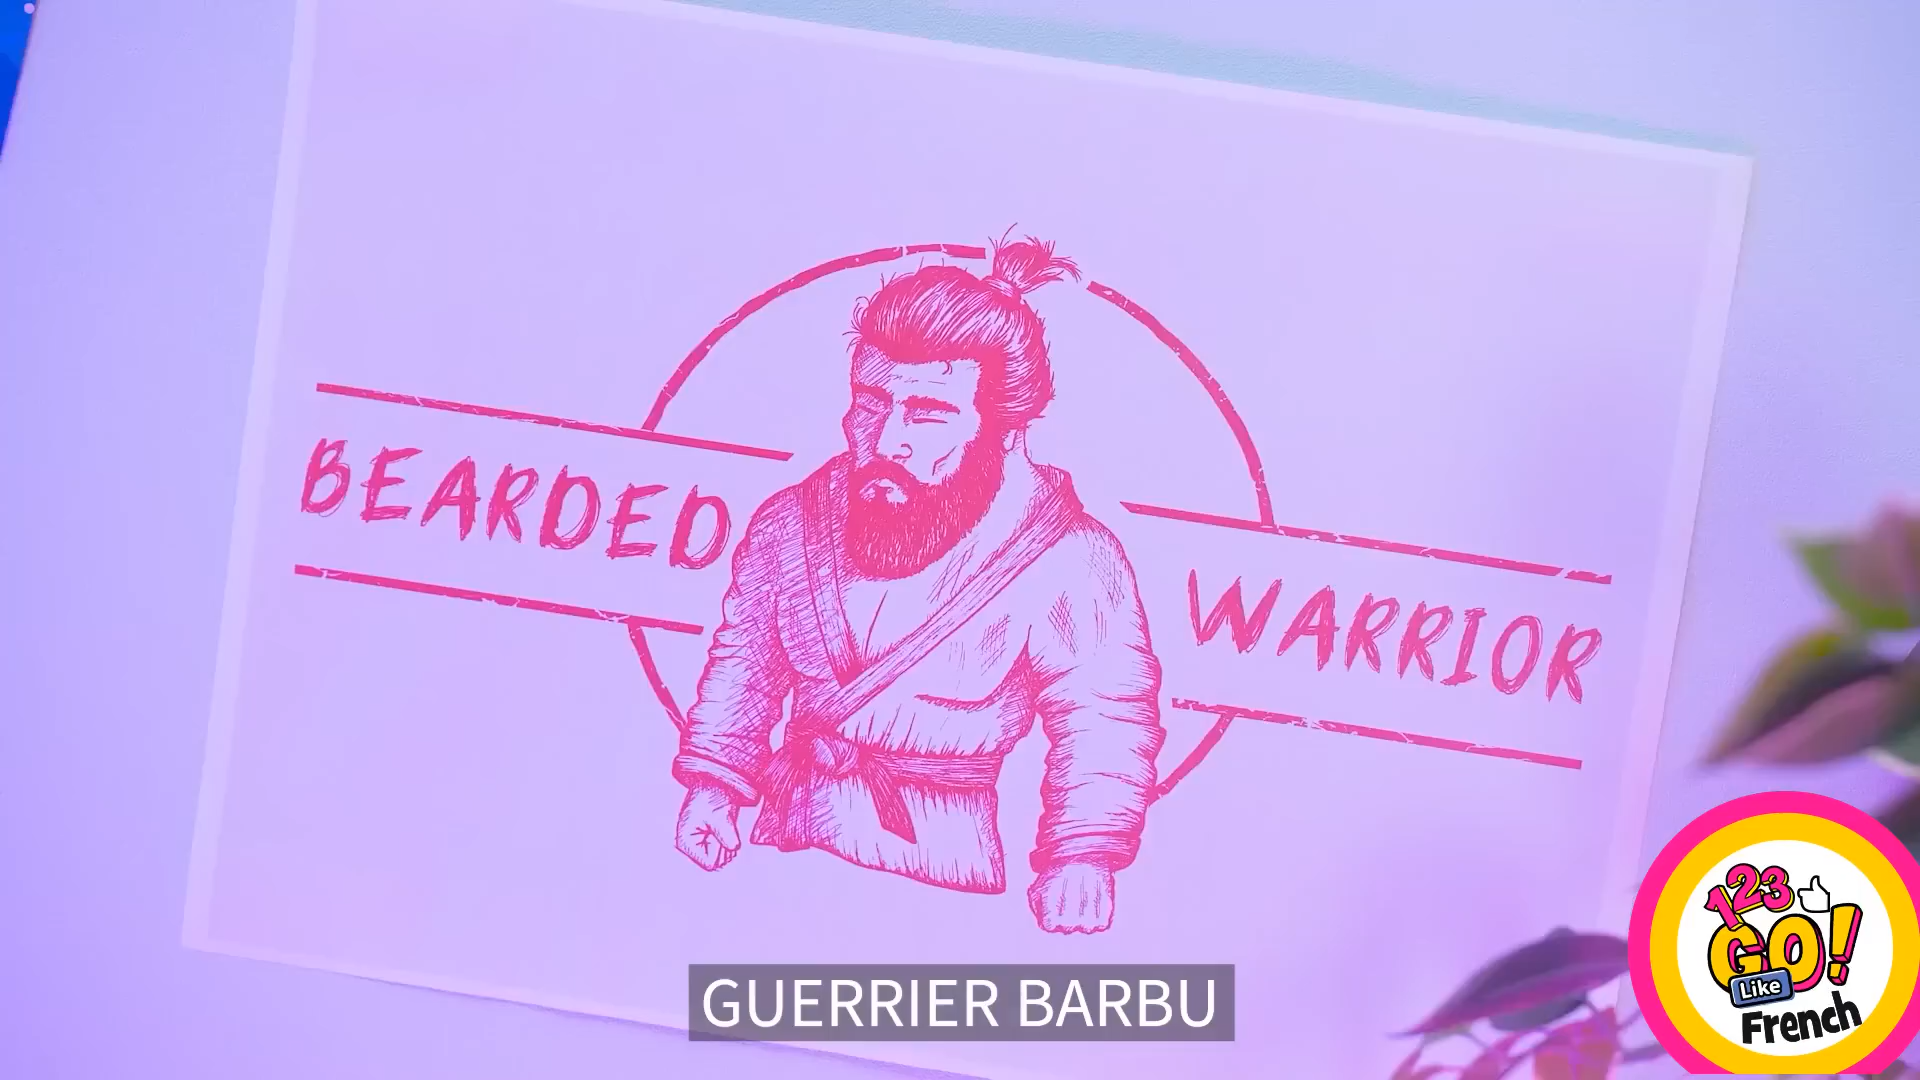 BEARDED
WARRIOR
GUERRIER BARBU
123
GO!
Like
French